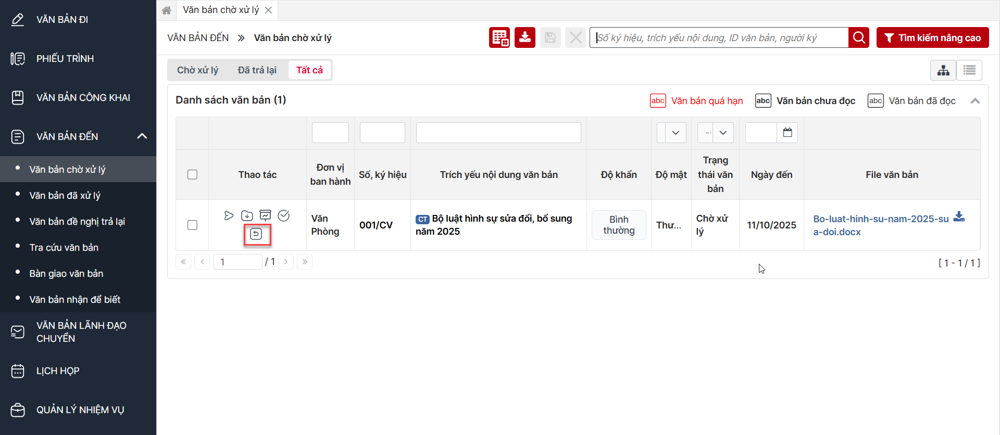 VĂN BẢN ĐI
PHIẾU TRÌNH
VĂN BẢN CÔNG KHAI
VĂN BẢN ĐẾN
Văn bản chờ xử lý
Văn bản đã xử lý
Văn bản đề nghị trả lại
Tra cứu văn bản
Bàn giao văn bản
Văn bản nhận để biết
VĂN BẢN LÃNH ĐẠO
CHUYỂN
LỊCH HỌP
QUẢN LÝ NHIỆM VỤ
Văn bản chờ xử lý
VĂN BẢN ĐẾN » Văn bản chờ xử lý
Số ký hiệu, trích yếu nội dung, ID văn bản, người ký
Tìm kiếm nâng cao
Chờ xử lý Đã trả lại Tất cả
Danh sách văn bản (1)
abc Văn bản quá hạn abc Văn bản chưa đọc abc Văn bản đã đọc
Thao tác
Đơn vị
ban hành
Số, ký hiệu
Trích yếu nội dung văn bản
Độ khẩn
Độ mật
Trạng
thái văn
bản
Ngày đến
File văn bản
Văn
Phòng
001/CV
CT Bộ luật hình sự sửa đổi, bổ sung
năm 2025
Bình
thường
Thư...
Chờ xử
lý
11/10/2025
Bo-luat-hinh-su-nam-2025-su
a-doi.docx
« ‹ 1 / 1 › »
[ 1 - 1 / 1 ]